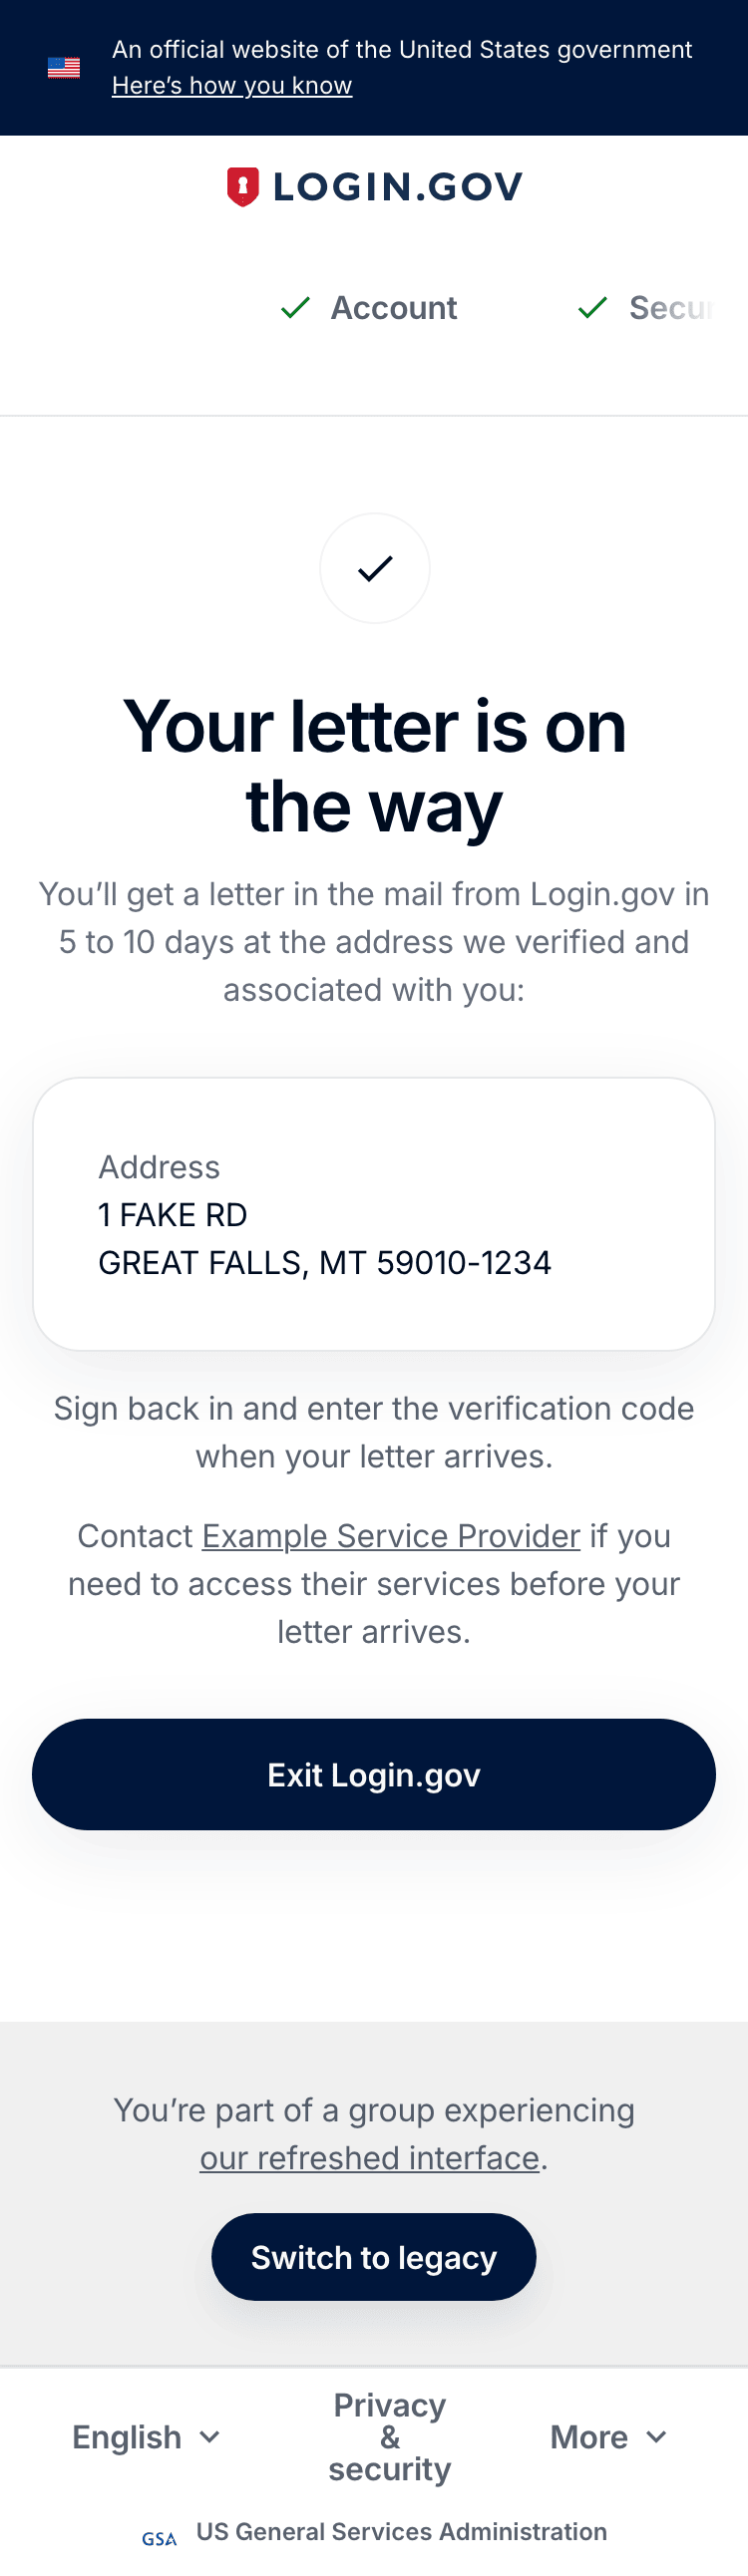 An official website of the United States government
Here’s how you know
LOGIN.GOV
Account
Secur
Your letter is on
the way
You’ll get a letter in the mail from Login.gov in
5 to 10 days at the address we verified and
associated with you:
Address
1 FAKE RD
GREAT FALLS, MT 59010-1234
Sign back in and enter the verification code
when your letter arrives.
Contact Example Service Provider if you
need to access their services before your
letter arrives.
Exit Login.gov
You’re part of a group experiencing
our refreshed interface.
Switch to legacy
English
Privacy
&
security
More
GSA US General Services Administration